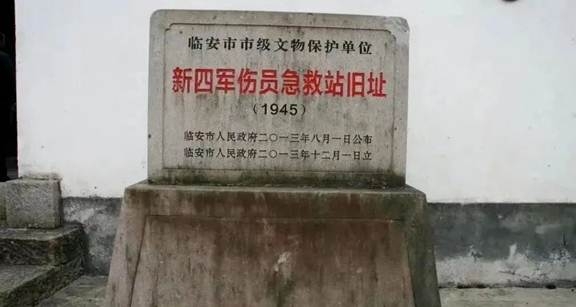 临安市市级文物保护单位
新四军伤员急救站旧址
(1945)
临安市人民政府二〇一三年八月一日公布
临安市人民政府二〇一三年十二月一日立